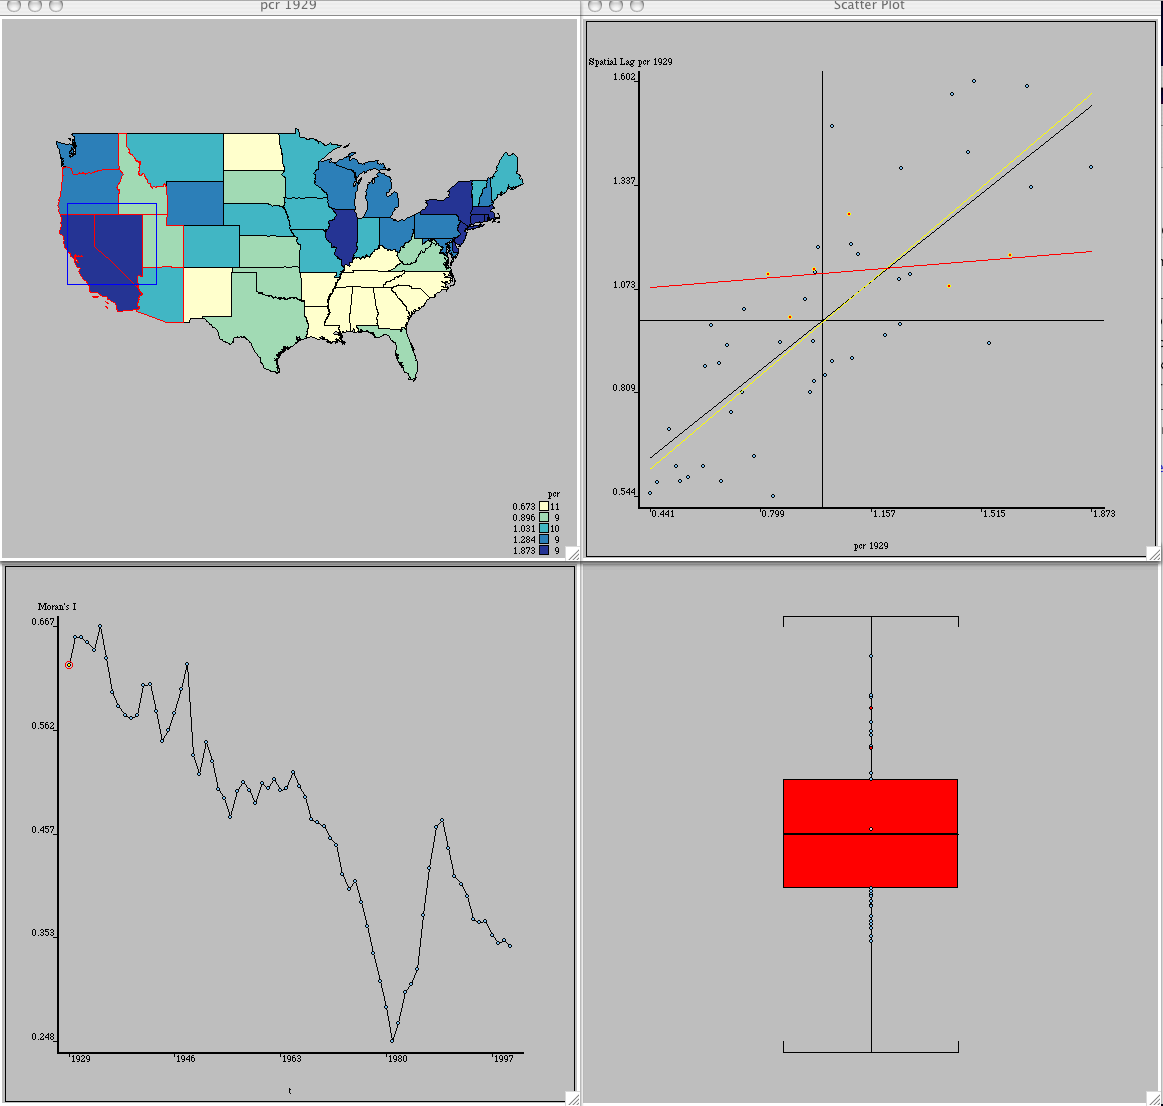 pcr 1929
Scatter Plot
pcr
0.673 11
0.896 9
1.031 10
1.284 9
1.873 9
Spatial Lag pcr 1929
1.602
1.337
1.073
0.809
0.544
0.441 0.799 1.157 1.515 1.873
pcr 1929
Moran's I
0.667
0.562
0.457
0.353
0.248
1929 1946 1963 1980 1997
t